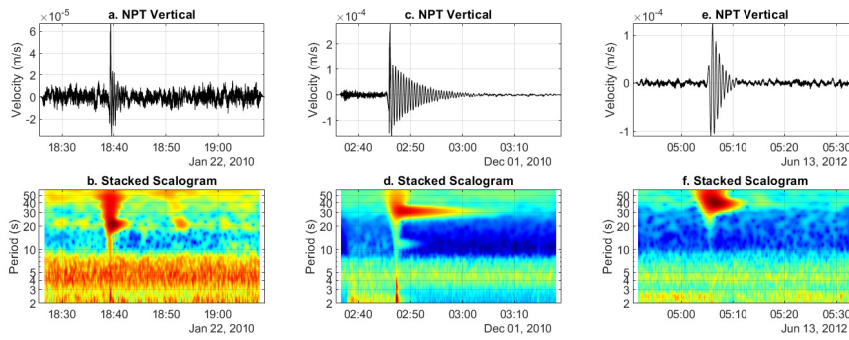 a. NPT Vertical
×10⁻⁵
Velocity (m/s)
6
4
2
0
-2
18:30 18:40 18:50 19:00
Jan 22, 2010
c. NPT Vertical
×10⁻⁴
Velocity (m/s)
2
1
0
-1
02:40 02:50 03:00 03:10
Dec 01, 2010
e. NPT Vertical
×10⁻⁴
Velocity (m/s)
1
0
-1
05:00 05:10 05:20 05:30
Jun 13, 2012
b. Stacked Scalogram
Period (s)
50
30
20
10
5
4
3
2
18:30 18:40 18:50 19:00
Jan 22, 2010
d. Stacked Scalogram
Period (s)
50
30
20
10
5
4
3
2
02:40 02:50 03:00 03:10
Dec 01, 2010
f. Stacked Scalogram
Period (s)
50
30
20
10
5
4
3
2
05:00 05:10 05:20 05:30
Jun 13, 2012